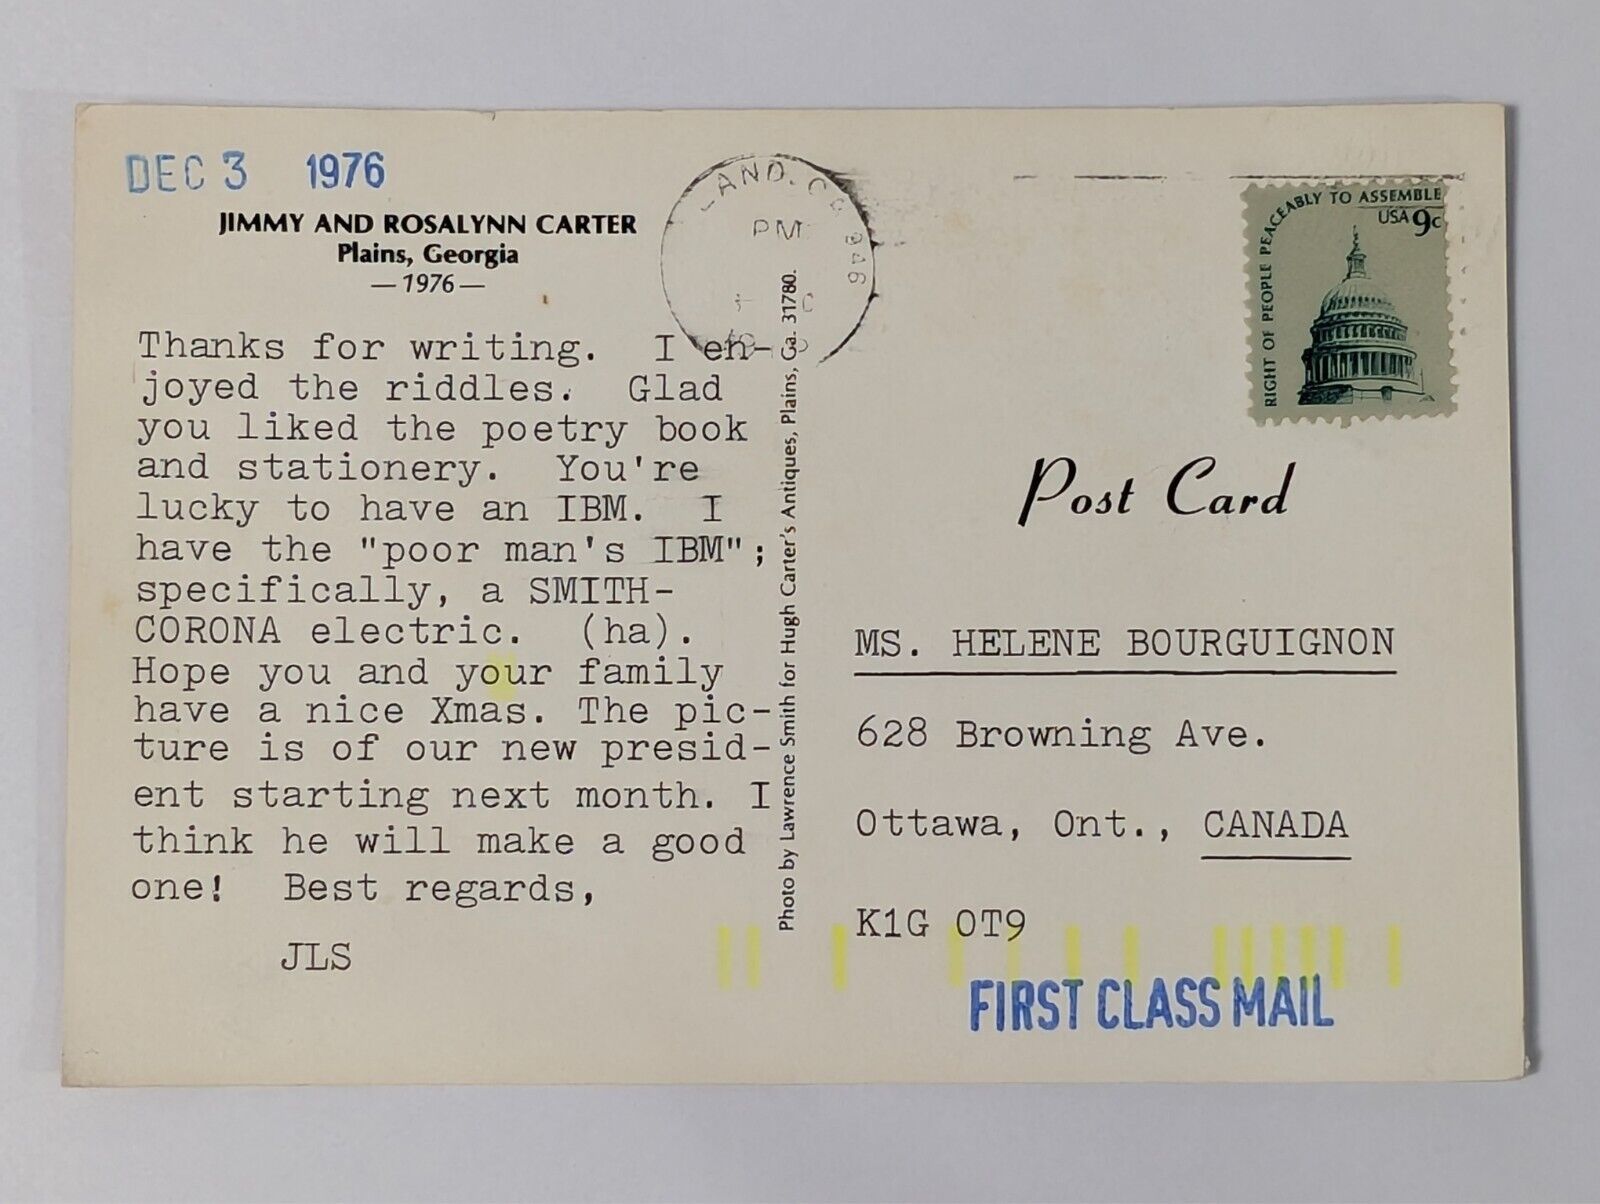 DEC 3 1976
JIMMY AND ROSALYNN CARTER
Plains, Georgia
—1976—
Thanks for writing. I en-
joyed the riddles. Glad
you liked the poetry book
and stationery. You're
lucky to have an IBM. I
have the "poor man's IBM";
specifically, a SMITH-
CORONA electric. (ha).
Hope you and your family
have a nice Xmas. The pic-
ture is of our new presid-
ent starting next month. I
think he will make a good
one! Best regards,
JLS
Photo by Lawrence Smith for Hugh Carter's Antiques, Plains, Ga. 31780.
PM
RIGHT OF PEOPLE PEACEABLY TO ASSEMBLE
USA 9c
Post Card
MS. HELENE BOURGUIGNON
628 Browning Ave.
Ottawa, Ont., CANADA
K1G 0T9
FIRST CLASS MAIL